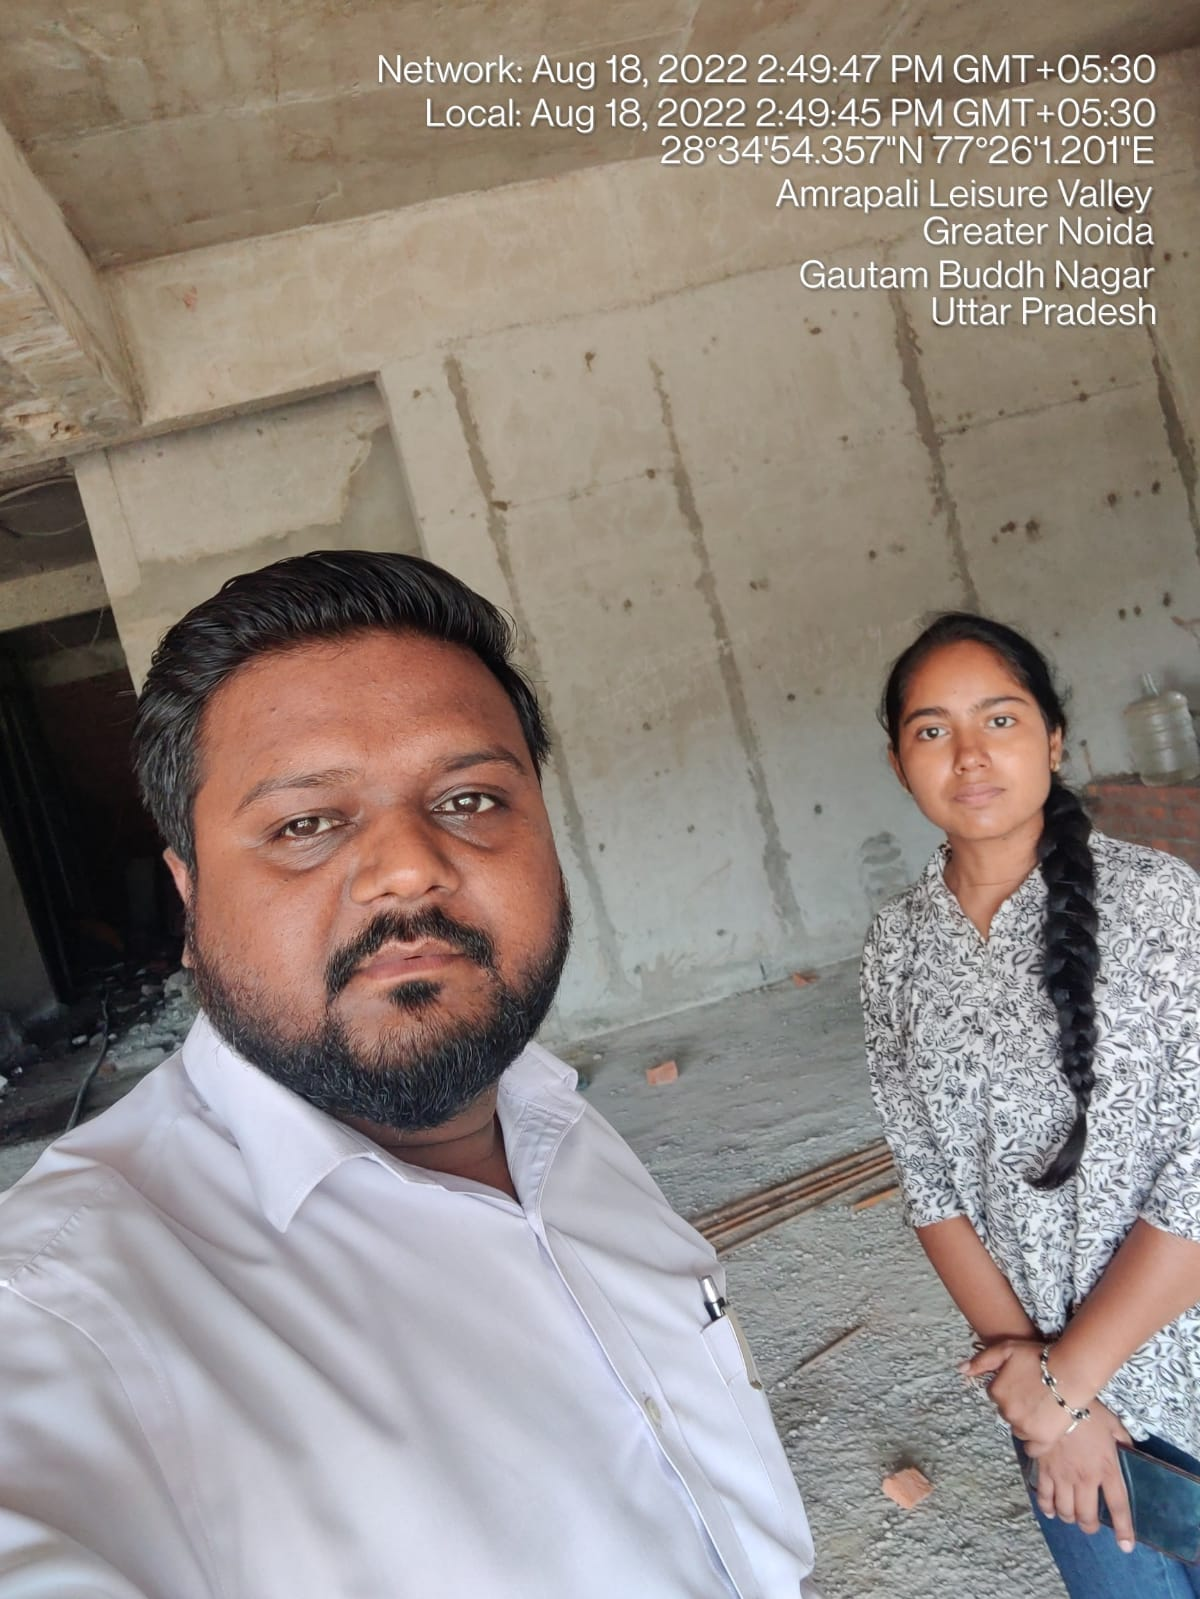 Network: Aug 18, 2022 2:49:47 PM GMT+05:30
Local: Aug 18, 2022 2:49:45 PM GMT+05:30
28°34'54.357"N 77°26'1.201"E
Amrapali Leisure Valley
Greater Noida
Gautam Buddh Nagar
Uttar Pradesh